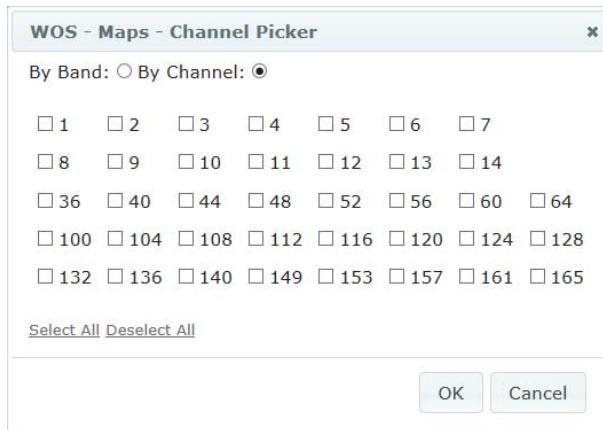 WOS - Maps - Channel Picker
By Band: By Channel:
1 2 3 4 5 6 7
8 9 10 11 12 13 14
36 40 44 48 52 56 60 64
100 104 108 112 116 120 124 128
132 136 140 149 153 157 161 165
Select All Deselect All
OK Cancel